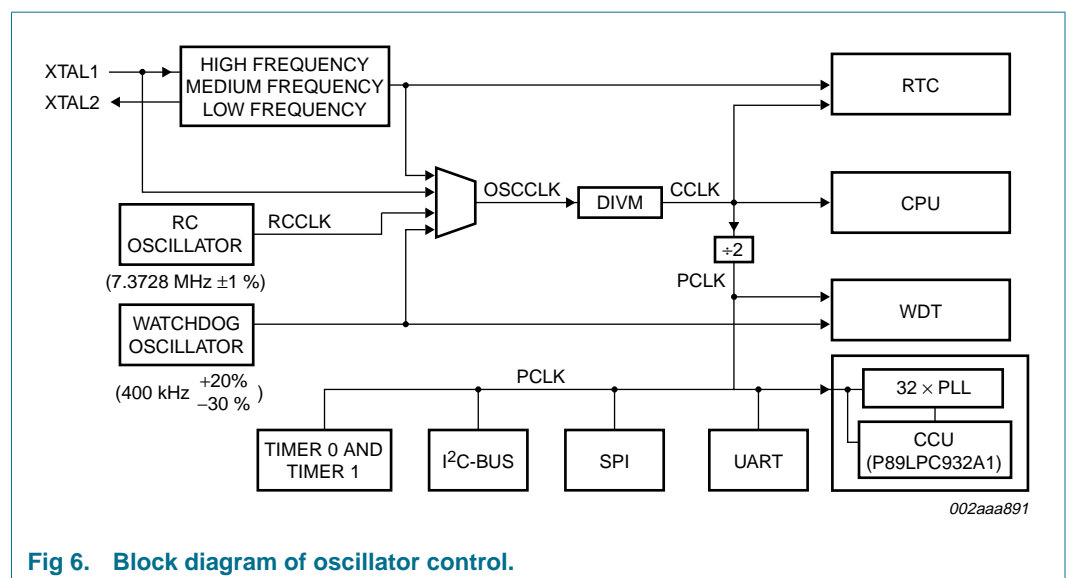 XTAL1
XTAL2
HIGH FREQUENCY
MEDIUM FREQUENCY
LOW FREQUENCY
RTC
OSCCLK
DIVM
CCLK
CPU
RC
OSCILLATOR
RCCLK
(7.3728 MHz ±1 %)
÷2
PCLK
WATCHDOG
OSCILLATOR
WDT
(400 kHz +20% −30 % )
PCLK
32 × PLL
CCU
(P89LPC932A1)
TIMER 0 AND
TIMER 1
I²C-BUS
SPI
UART
002aaa891
Fig 6. Block diagram of oscillator control.